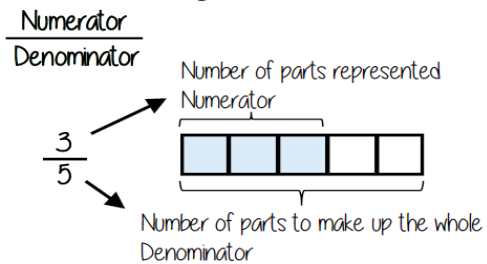 Numerator
Denominator
Number of parts represented
Numerator
3
5
Number of parts to make up the whole
Denominator